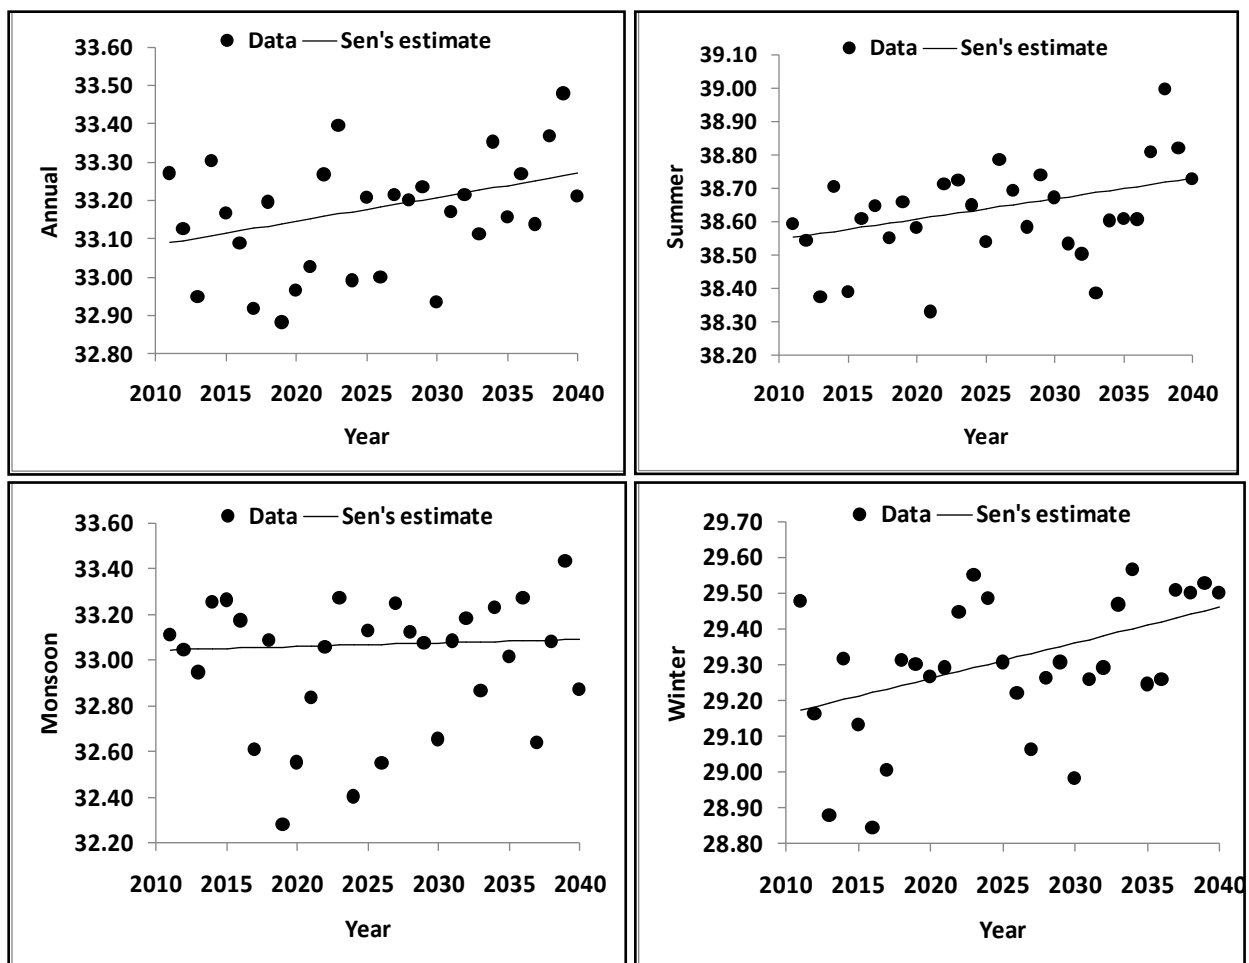 Data Sen's estimate
33.60
33.50
33.40
33.30
33.20
33.10
33.00
32.90
32.80
Annual
2010 2015 2020 2025 2030 2035 2040
Year
Data Sen's estimate
39.10
39.00
38.90
38.80
38.70
38.60
38.50
38.40
38.30
38.20
Summer
2010 2015 2020 2025 2030 2035 2040
Year
Data Sen's estimate
33.60
33.40
33.20
33.00
32.80
32.60
32.40
32.20
Monsoon
2010 2015 2020 2025 2030 2035 2040
Year
Data Sen's estimate
29.70
29.60
29.50
29.40
29.30
29.20
29.10
29.00
28.90
28.80
Winter
2010 2015 2020 2025 2030 2035 2040
Year